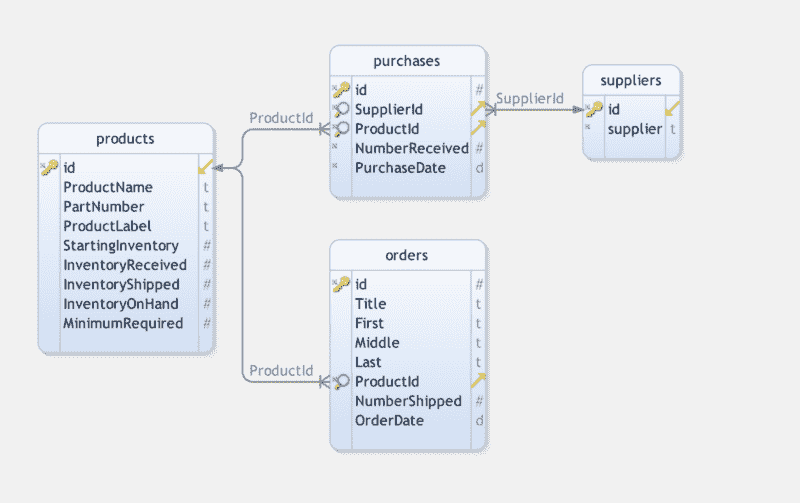 products
id
ProductName t
PartNumber t
ProductLabel t
StartingInventory #
InventoryReceived #
InventoryShipped #
InventoryOnHand #
MinimumRequired #
ProductId
ProductId
purchases
id #
SupplierId
ProductId
NumberReceived #
PurchaseDate d
SupplierId
suppliers
id
supplier t
orders
id #
Title t
First t
Middle t
Last t
ProductId
NumberShipped #
OrderDate d